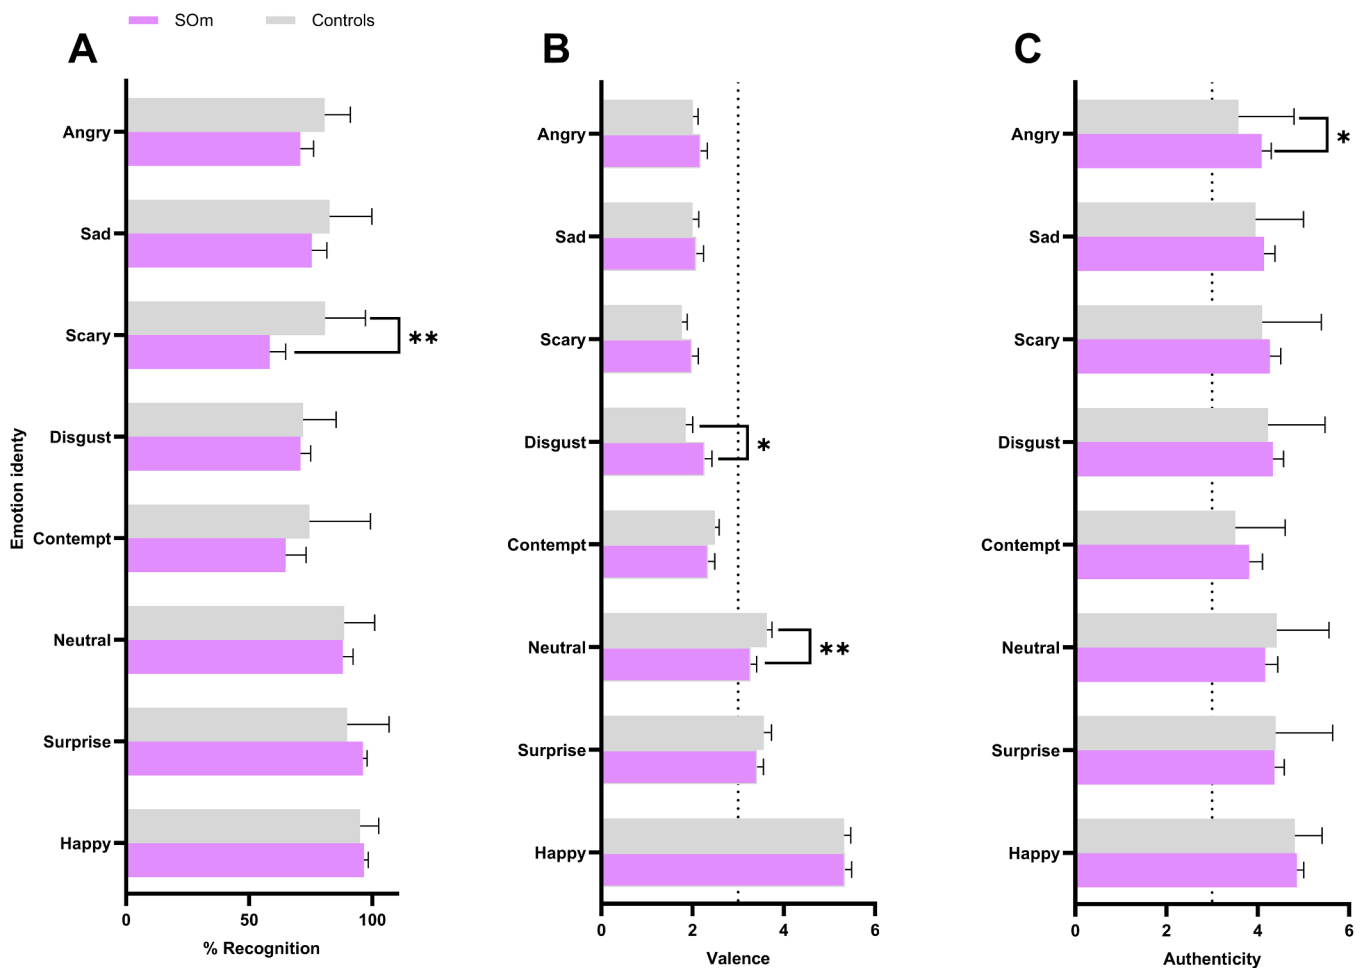 SOm Controls
A
B
C
Emotion identy
Angry
Sad
Scary
**
Disgust
Contempt
Neutral
Surprise
Happy
0 50 100
% Recognition
Angry
Sad
Scary
Disgust
*
Contempt
Neutral
**
Surprise
Happy
0 2 4 6
Valence
Angry
*
Sad
Scary
Disgust
Contempt
Neutral
Surprise
Happy
0 2 4 6
Authenticity